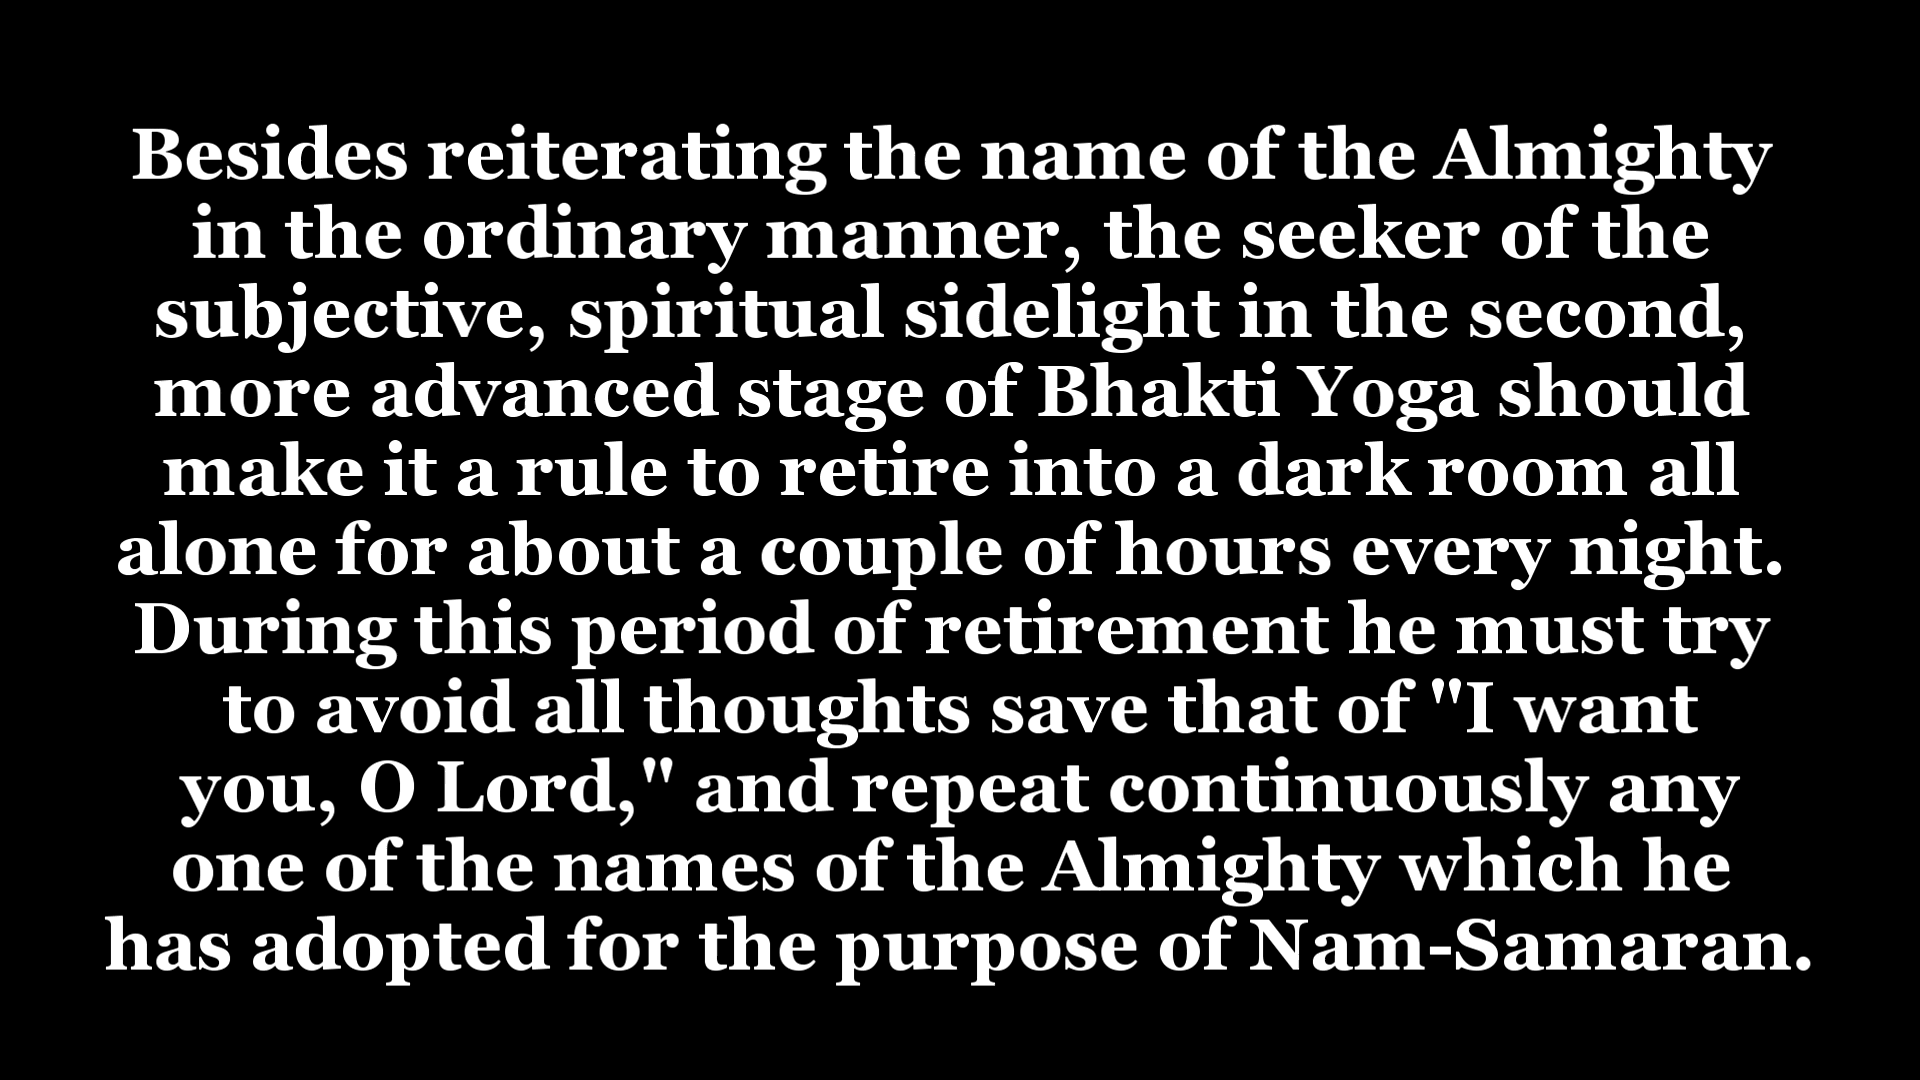 Besides reiterating the name of the Almighty
in the ordinary manner, the seeker of the
subjective, spiritual sidelight in the second,
more advanced stage of Bhakti Yoga should
make it a rule to retire into a dark room all
alone for about a couple of hours every night.
During this period of retirement he must try
to avoid all thoughts save that of "I want
you, O Lord," and repeat continuously any
one of the names of the Almighty which he
has adopted for the purpose of Nam-Samaran.